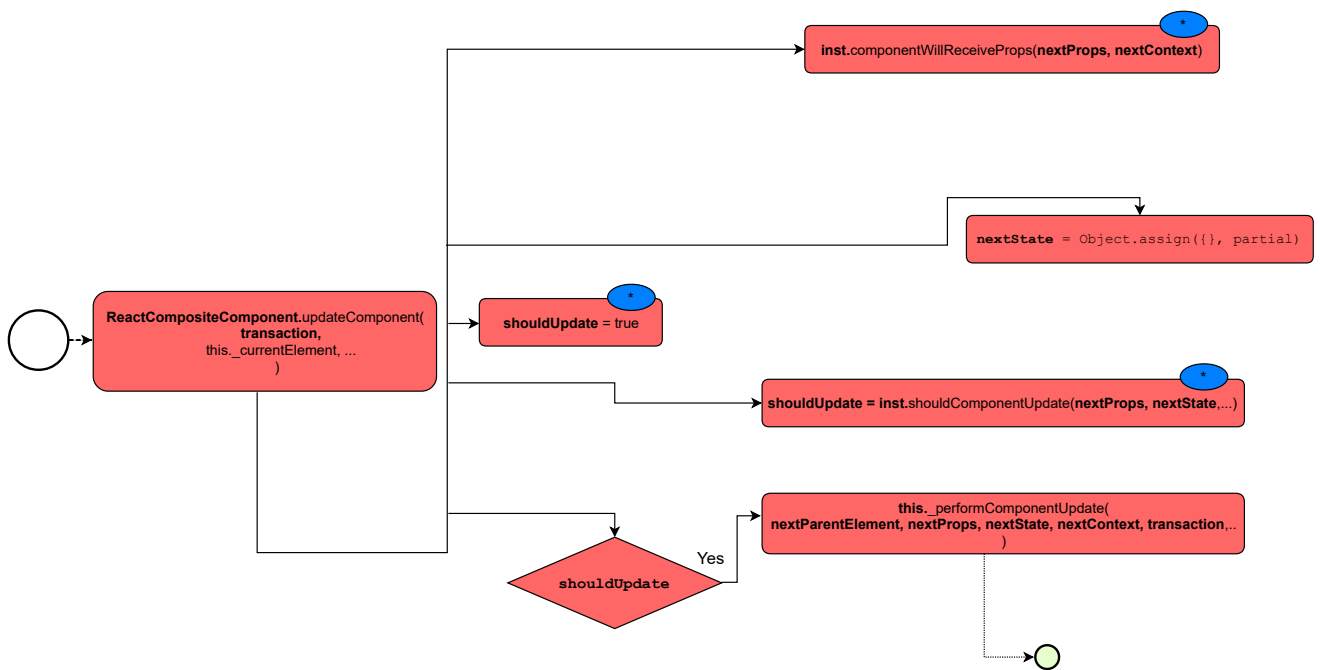 *
inst.componentWillReceiveProps(nextProps, nextContext)
nextState = Object.assign({}, partial)
ReactCompositeComponent.updateComponent(
transaction,
this._currentElement, ...
)
*
shouldUpdate = true
*
shouldUpdate = inst.shouldComponentUpdate(nextProps, nextState,...)
this._performComponentUpdate(
nextParentElement, nextProps, nextState, nextContext, transaction,..
)
Yes
shouldUpdate